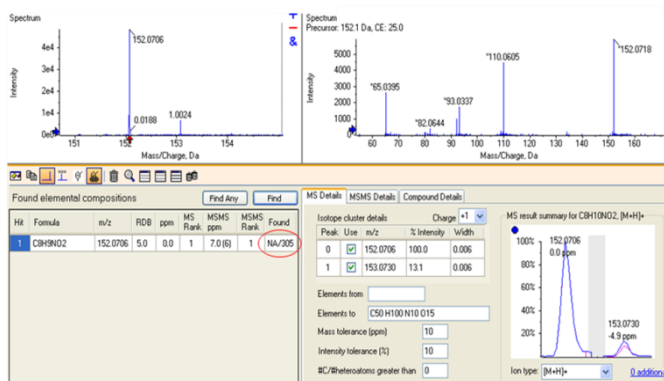 Spectrum
152.0706
4e4
3e4
2e4
1e4
0e0
Intensity
0.0188
1.0024
151
152
153
154
Mass/Charge, Da
&
Spectrum
Precursor: 152.1 Da, CE: 25.0
5000
4000
3000
2000
1000
0
Intensity
*65.0395
*82.0644
*93.0337
*110.0605
*152.0718
60 70 80 90 100 110 120 130 140 150 160
Mass/Charge, Da
Found elemental compositions
Find Any
Find
Hit Formula m/z RDB ppm MS Rank MSMS ppm MSMS Rank Found
1 C8H9NO2 152.0706 5.0 0.0 1 7.0 (6) 1 NA/305
MS Details
MSMS Details
Compound Details
Isotope cluster details
Charge +1
Peak Use m/z % Intensity Width
0 152.0706 100.0 0.006
1 153.0730 13.1 0.006
Elements from
Elements to C50 H100 N10 O15
Mass tolerance (ppm) 10
Intensity tolerance (%) 10
#C/#heteroatoms greater than 0
MS result summary for C8H10NO2, [M+H]+
100%
80%
60%
40%
20%
152.0706
0.0 ppm
153.0730
-4.9 ppm
Ion type: [M+H]+
0 additiona